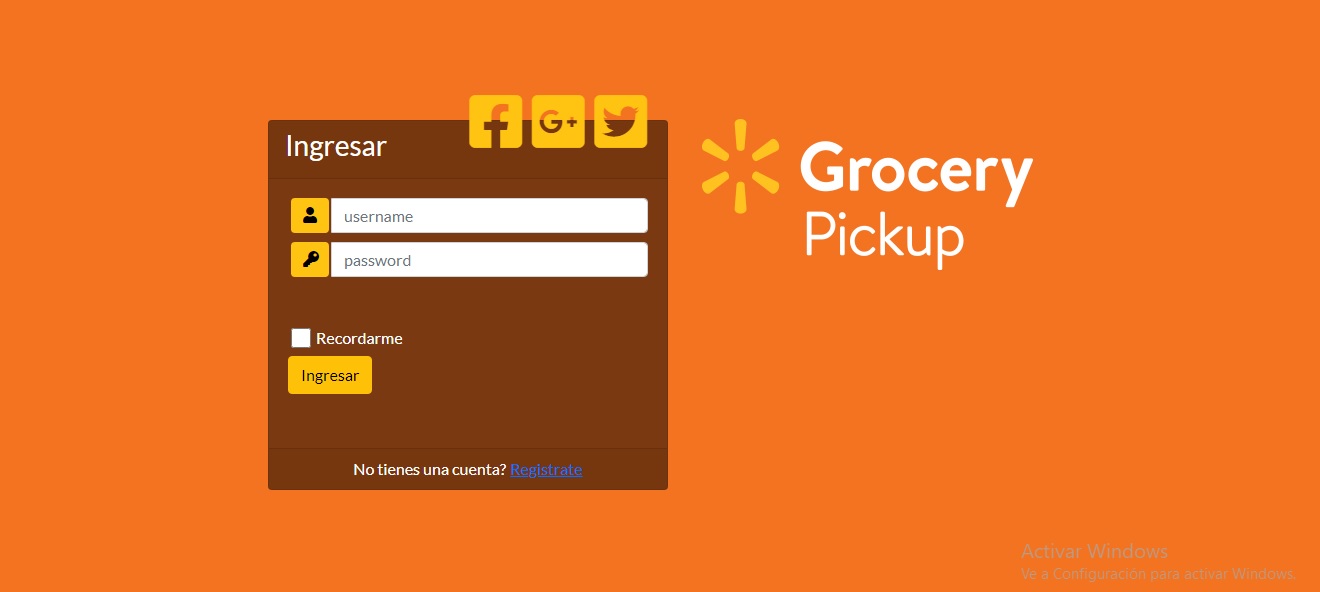 Ingresar
username
password
Recordarme
Ingresar
No tienes una cuenta? Registrate
Grocery
Pickup
Activar Windows
Ve a Configuración para activar Windows.